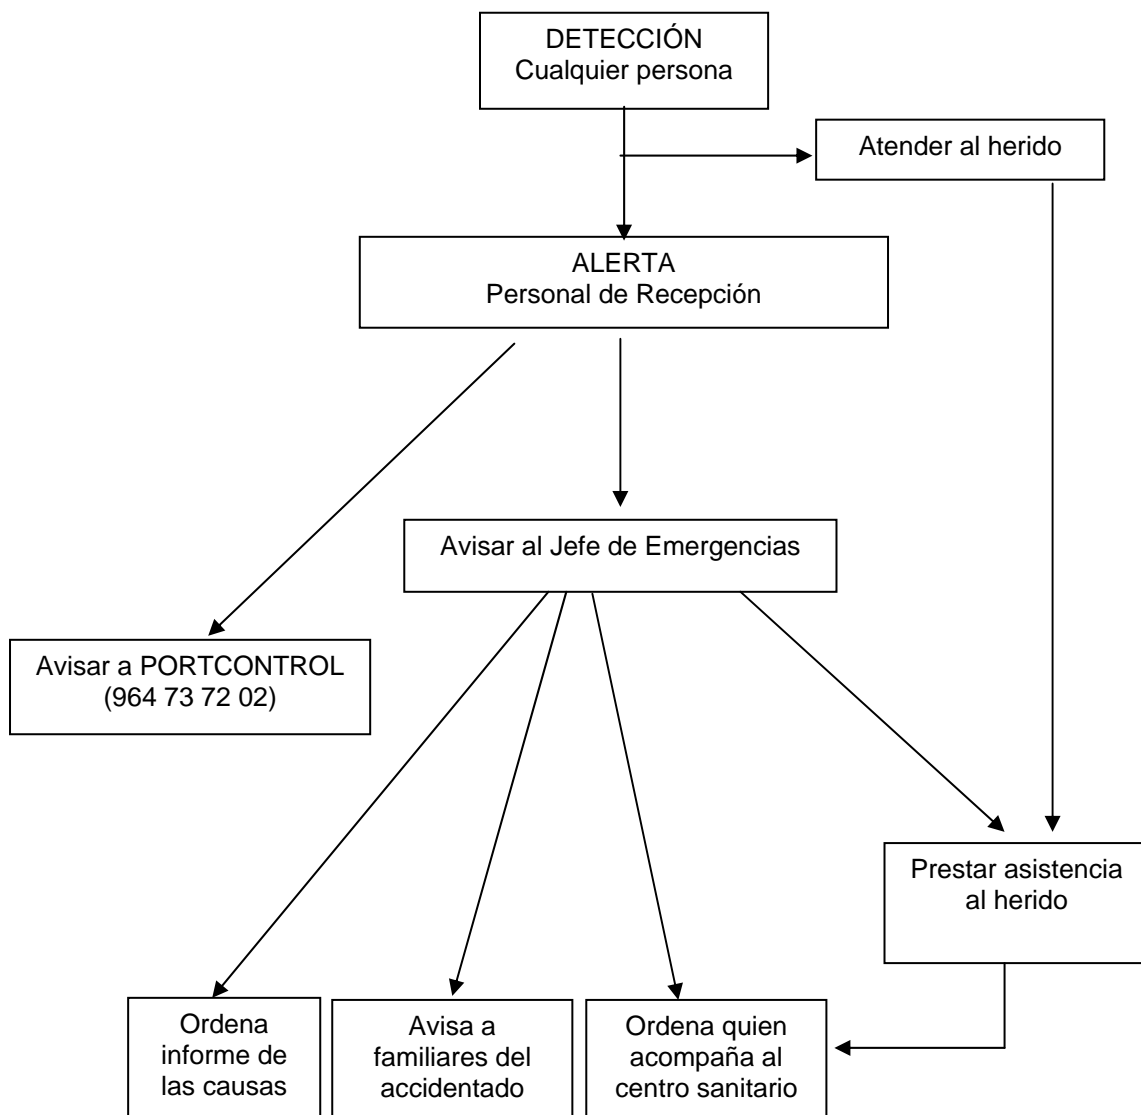 DETECCIÓN
Cualquier persona
Atender al herido
ALERTA
Personal de Recepción
Avisar al Jefe de Emergencias
Avisar a PORTCONTROL
(964 73 72 02)
Prestar asistencia
al herido
Ordena
informe de
las causas
Avisa a
familiares del
accidentado
Ordena quien
acompaña al
centro sanitario